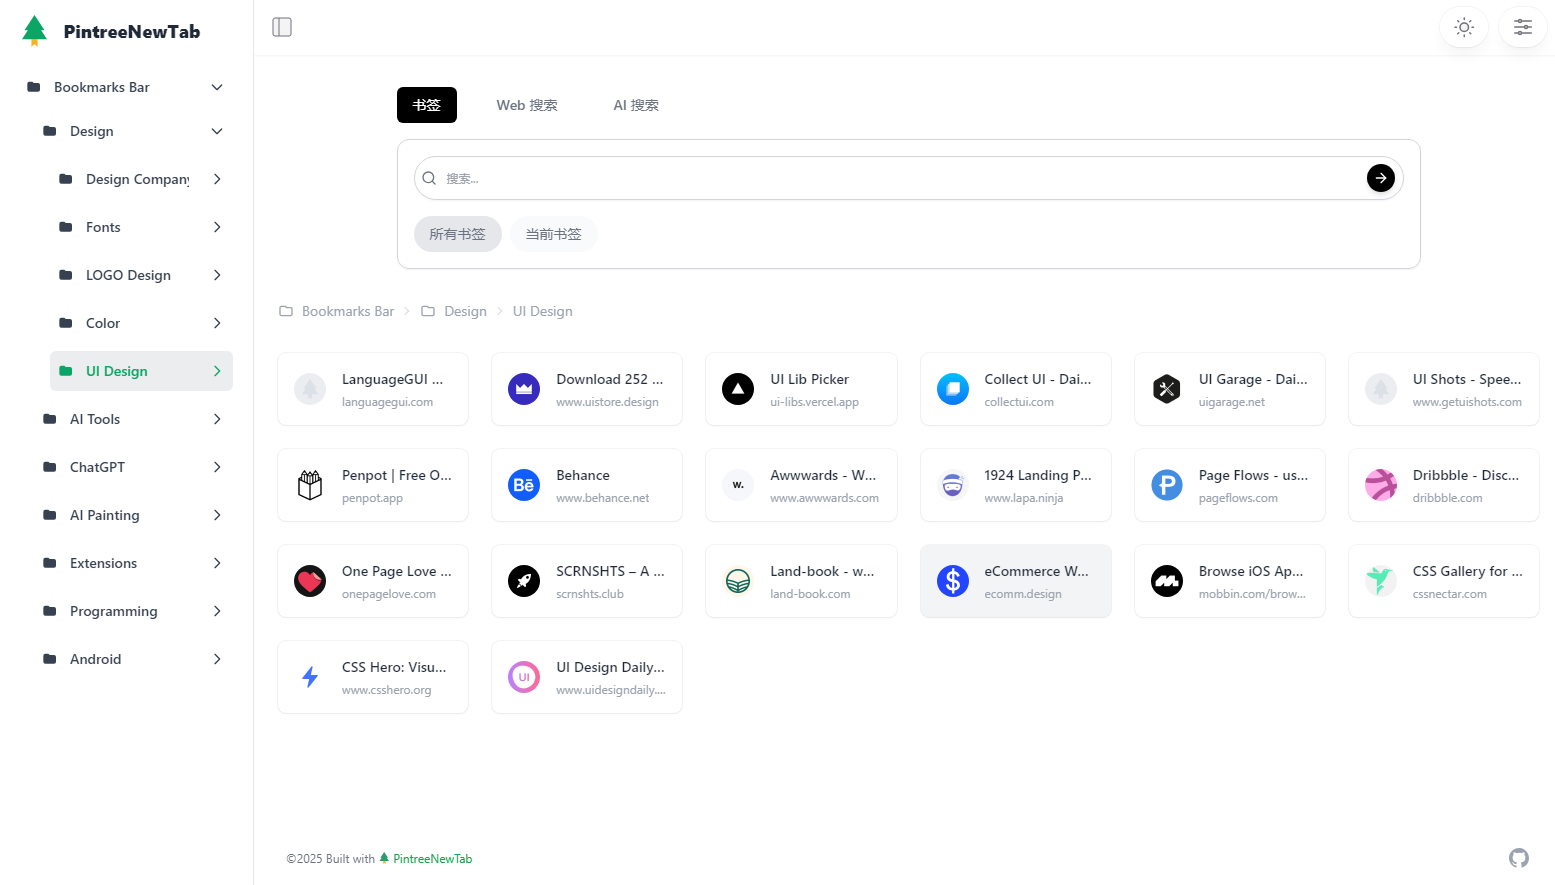 PintreeNewTab
Bookmarks Bar
Design
Design Company
Fonts
LOGO Design
Color
UI Design
AI Tools
ChatGPT
AI Painting
Extensions
Programming
Android
书签
Web 搜索
AI 搜索
搜索...
所有书签
当前书签
Bookmarks Bar
Design
UI Design
LanguageGUI ...
languagegui.com
Download 252 ...
www.uistore.design
UI Lib Picker
ui-libs.vercel.app
Collect UI - Dai...
collectui.com
UI Garage - Dai...
uigarage.net
UI Shots - Spee...
www.getuishots.com
Penpot | Free O...
penpot.app
Bē
Behance
www.behance.net
w.
Awwwards - W...
www.awwwards.com
1924 Landing P...
www.lapa.ninja
Page Flows - us...
pageflows.com
Dribbble - Disc...
dribbble.com
One Page Love ...
onepagelove.com
SCRNSHTS – A ...
scrnshts.club
Land-book - w...
land-book.com
$
eCommerce W...
ecomm.design
Browse iOS Ap...
mobbin.com/brow...
CSS Gallery for ...
cssnectar.com
CSS Hero: Visu...
www.csshero.org
UI
UI Design Daily...
www.uidesigndaily....
©2025 Built with PintreeNewTab